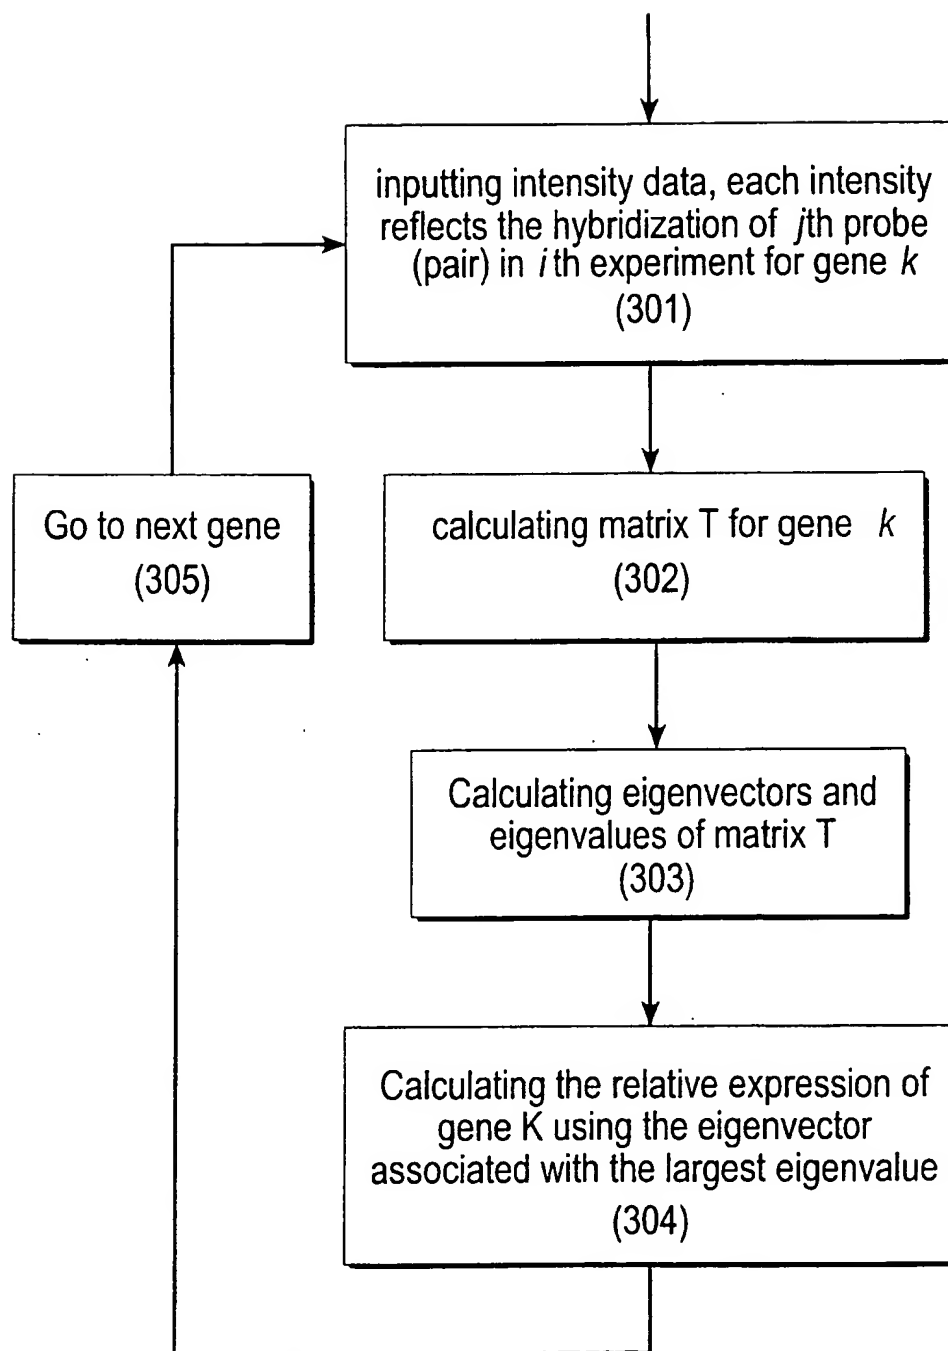 inputting intensity data, each intensity
reflects the hybridization of jth probe
(pair) in ith experiment for gene k
(301)
Go to next gene
(305)
calculating matrix T for gene k
(302)
Calculating eigenvectors and
eigenvalues of matrix T
(303)
Calculating the relative expression of
gene K using the eigenvector
associated with the largest eigenvalue
(304)